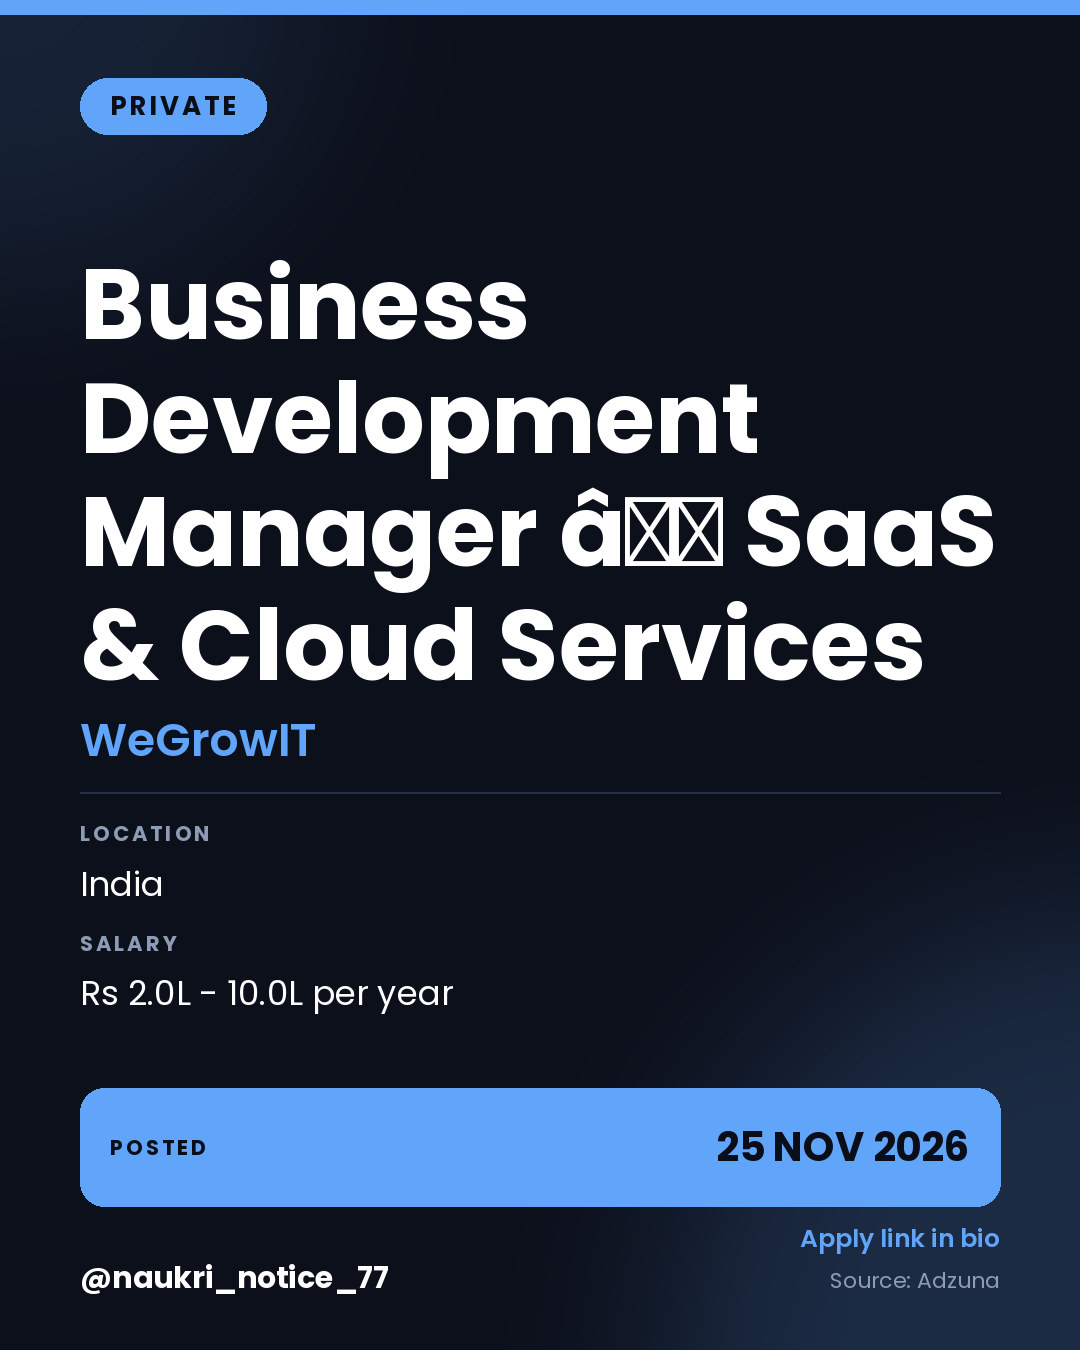 PRIVATE
Business
Development
Manager â□□ SaaS
& Cloud Services
WeGrowIT
LOCATION
India
SALARY
Rs 2.0L - 10.0L per year
POSTED
25 NOV 2026
Apply link in bio
@naukri_notice_77
Source: Adzuna